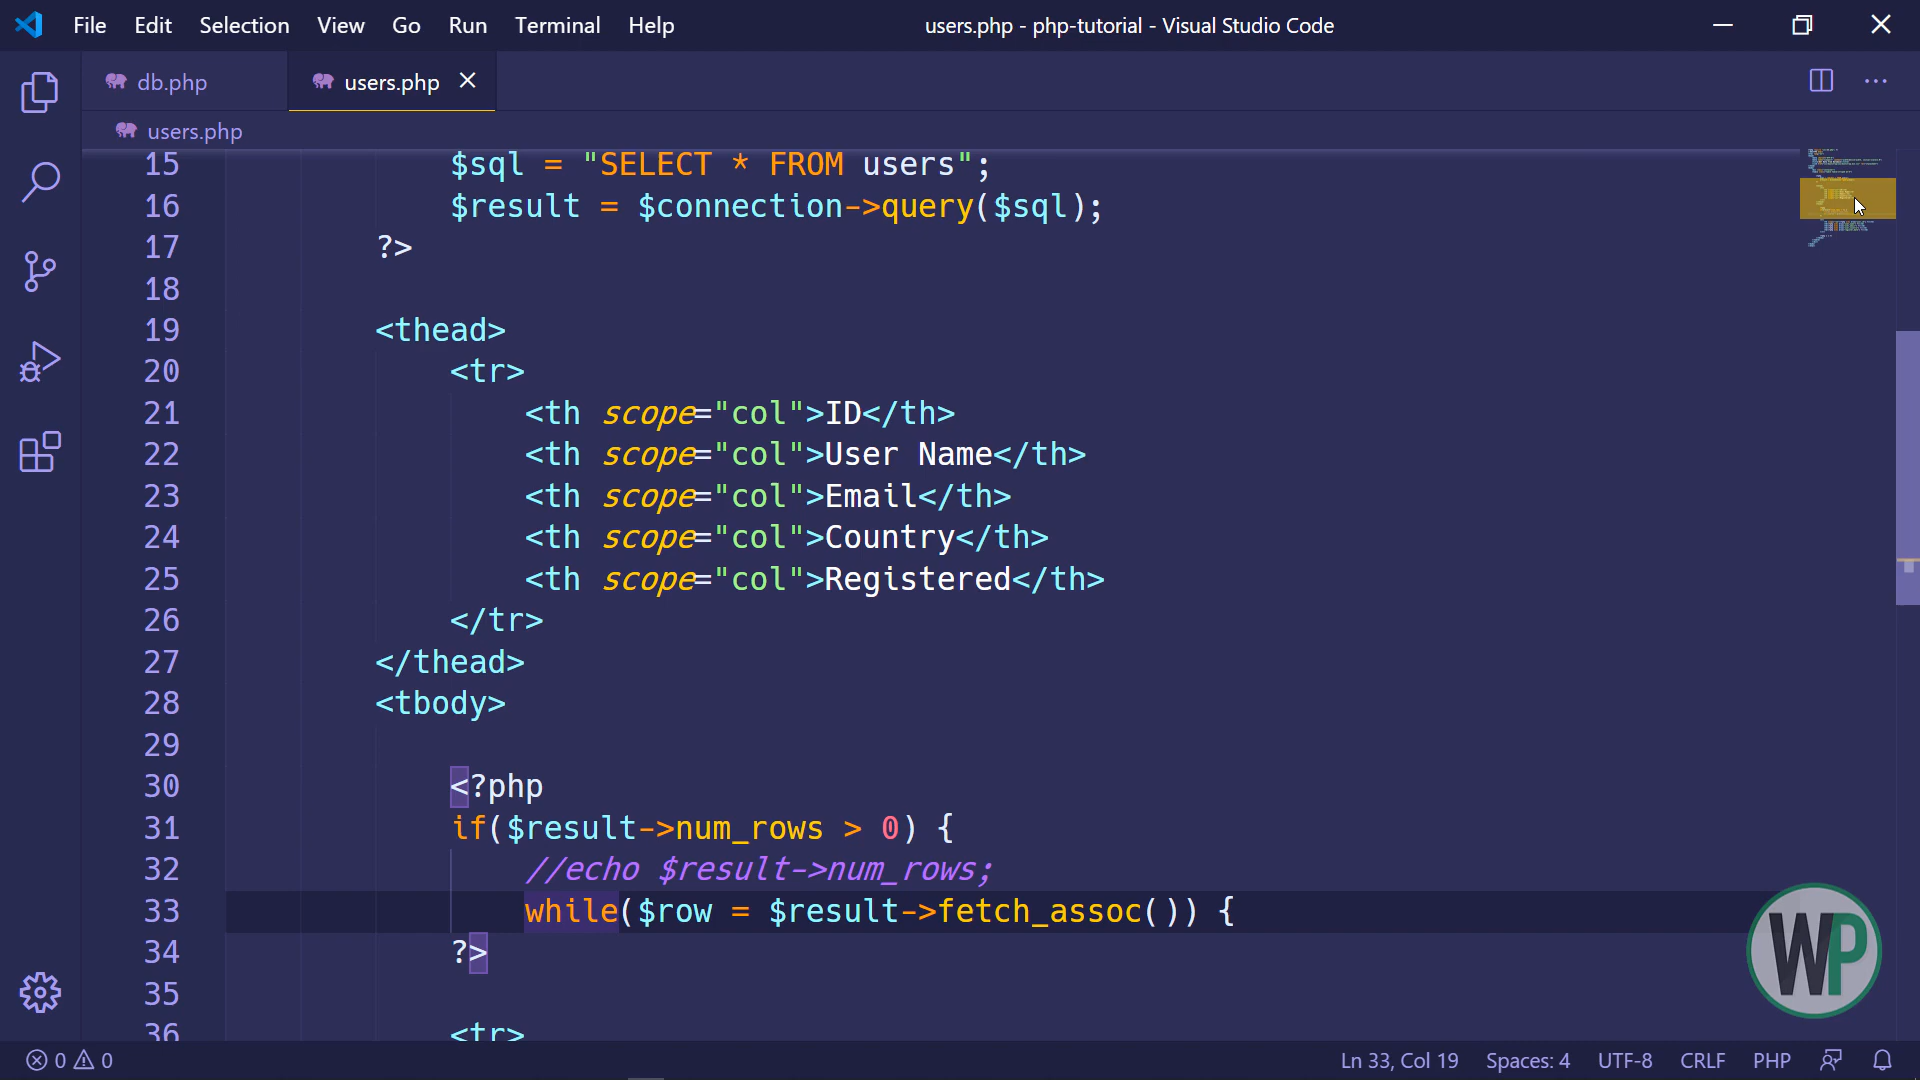 File Edit Selection View Go Run Terminal Help
users.php - php-tutorial - Visual Studio Code
db.php
users.php
users.php
15 $sql = "SELECT * FROM users";
16 $result = $connection->query($sql);
17 ?>
18
19 <thead>
20 <tr>
21 <th scope="col">ID</th>
22 <th scope="col">User Name</th>
23 <th scope="col">Email</th>
24 <th scope="col">Country</th>
25 <th scope="col">Registered</th>
26 </tr>
27 </thead>
28 <tbody>
29
30 <?php
31 if($result->num_rows > 0) {
32 //echo $result->num_rows;
33 while($row = $result->fetch_assoc()) {
34 ?>
35
36 <tr>
WP
0 0
Ln 33, Col 19 Spaces: 4 UTF-8 CRLF PHP